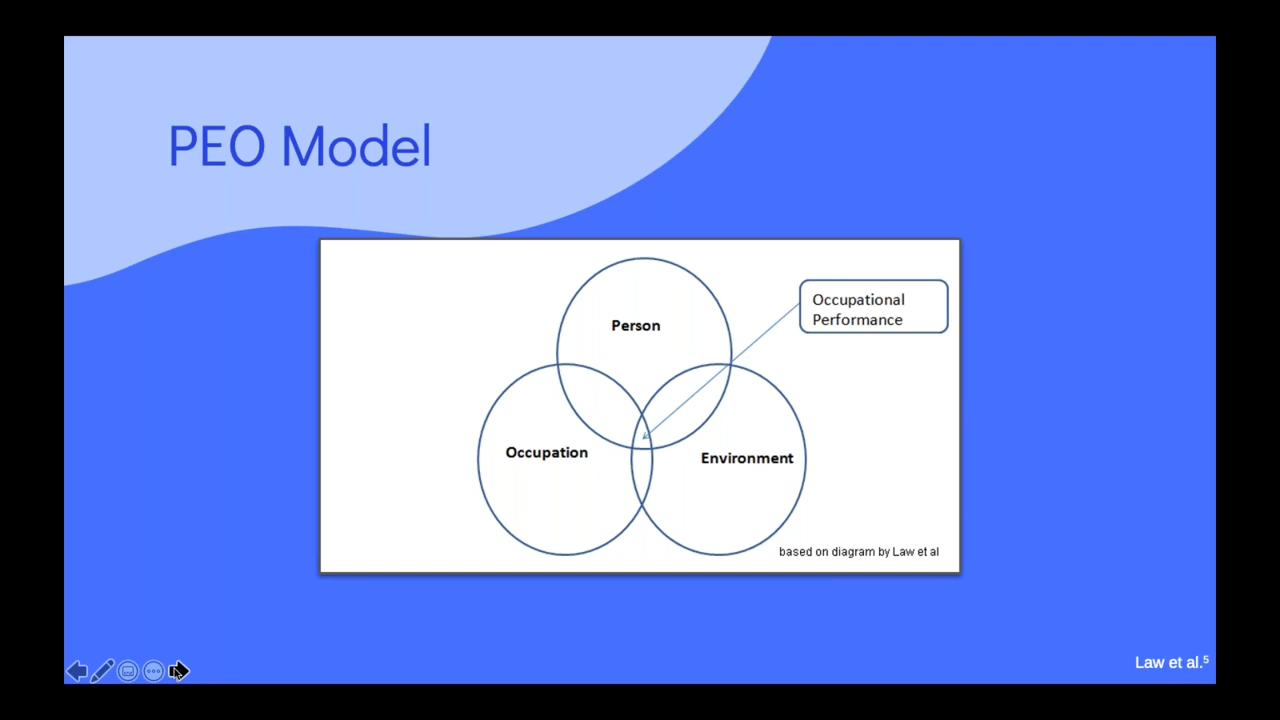 PEO Model
Person
Occupational
Performance
Occupation
Environment
based on diagram by Law et al
Law et al.⁵